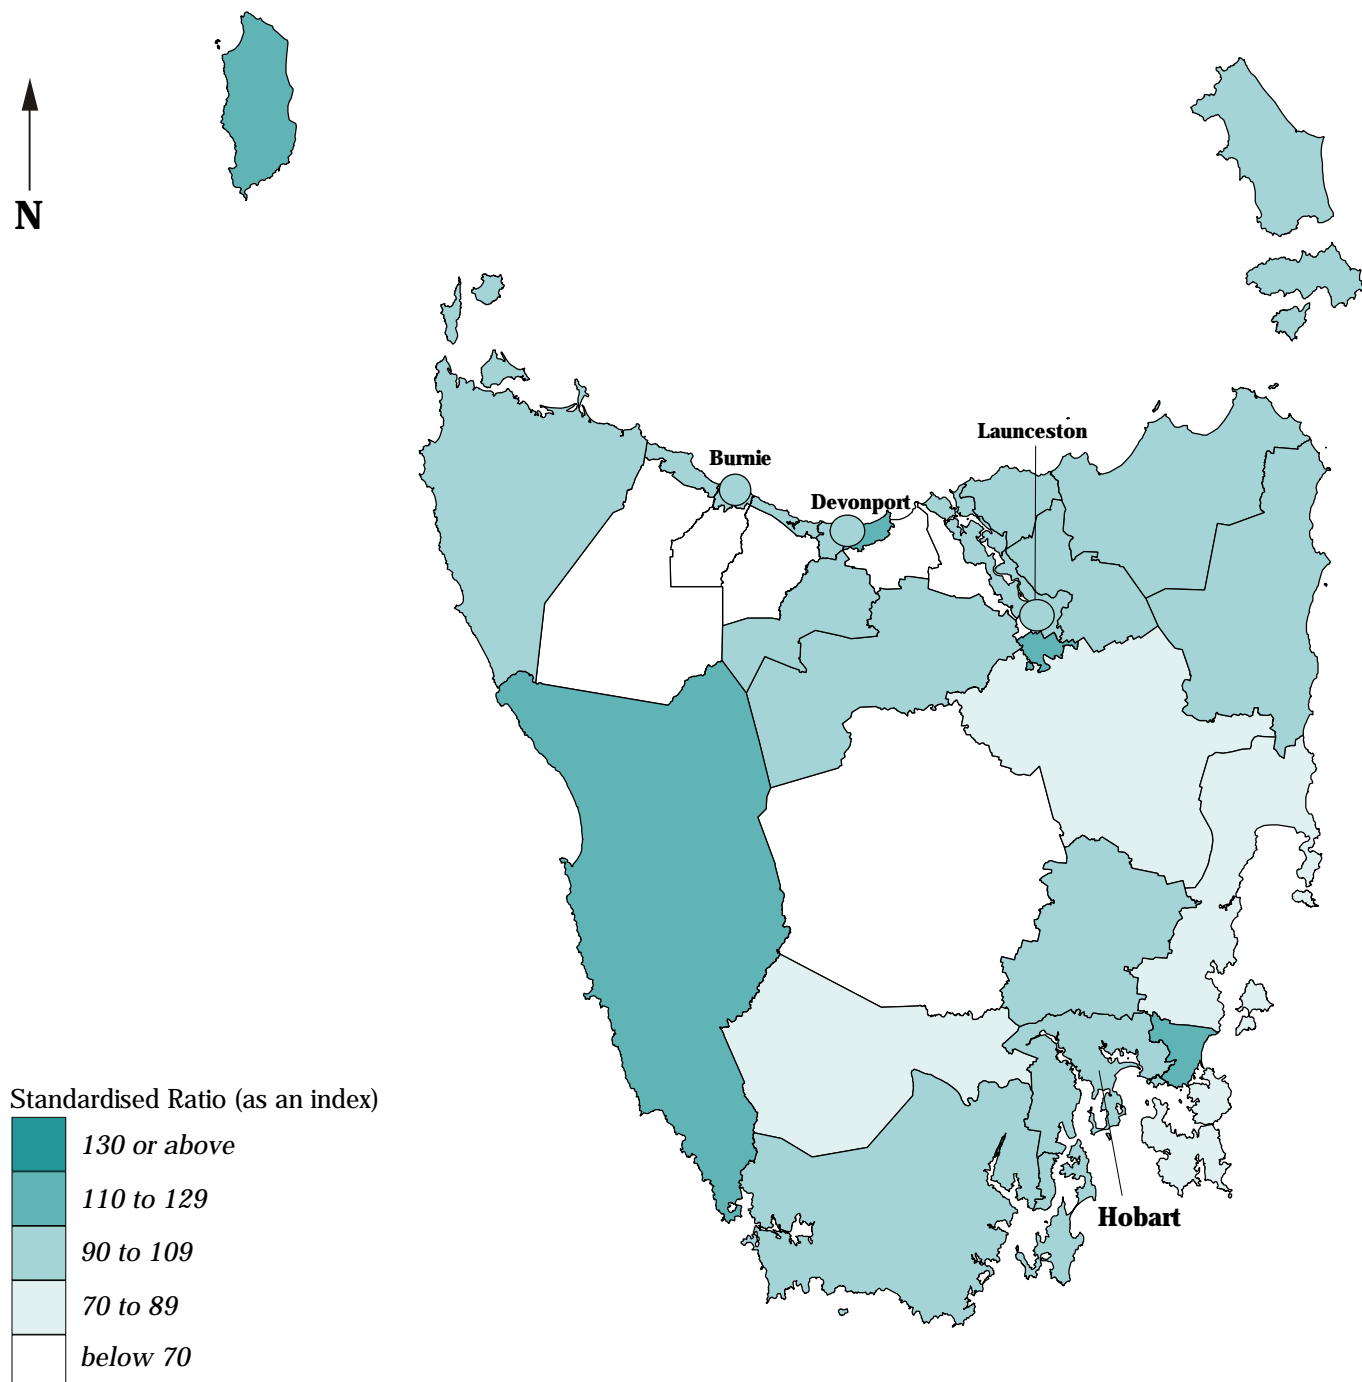 N
Launceston
Burnie
Devonport
Hobart
Standardised Ratio (as an index)
130 or above
110 to 129
90 to 109
70 to 89
below 70